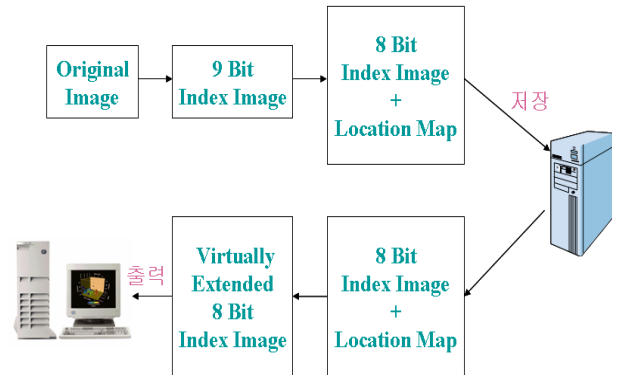 Original
Image
9 Bit
Index Image
8 Bit
Index Image
+
Location Map
저장
출력
Virtually
Extended
8 Bit
Index Image
8 Bit
Index Image
+
Location Map